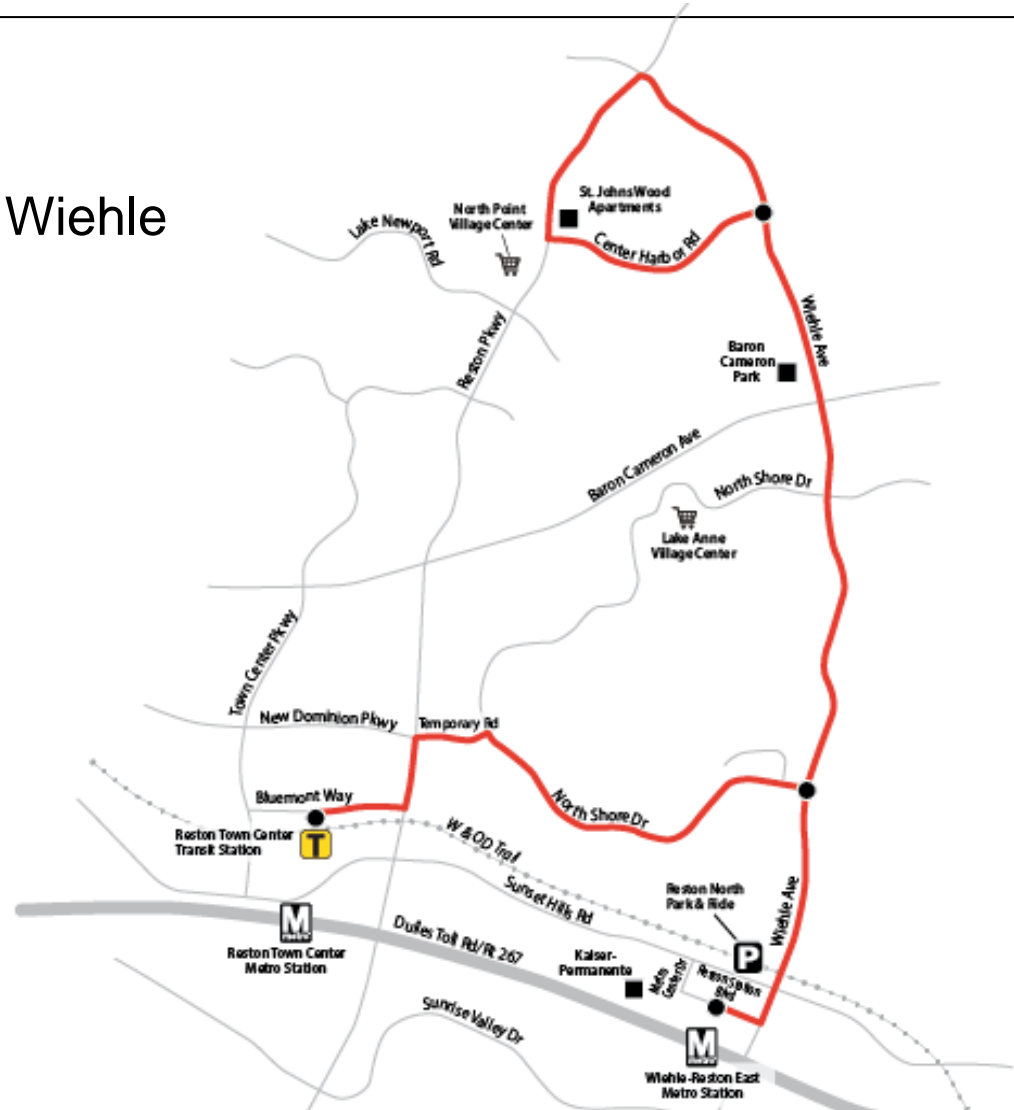 Wiehle
St. Johns Wood
Apartments
North Point
Village Center
Lake Newport Rd
Center Harbor Rd
Wiehle Ave
Reston Pkwy
Baron
Cameron
Park
Baron Cameron Ave
North Shore Dr
Lake Anne
Village Center
Town Center Pkwy
New Dominion Pkwy
Temporary Rd
Bluemont Way
North Shore Dr
Reston Town Center
Transit Station
T
W & OD Trail
Sunset Hills Rd
Reston North
Park & Ride
Wiehle Ave
P
M
Reston Town Center
Metro Station
Dulles Toll Rd/Rt 267
Kaiser-
Permanente
Metro
Center Dr
Reston Station
Blvd
Sunrise Valley Dr
M
Wiehle-Reston East
Metro Station